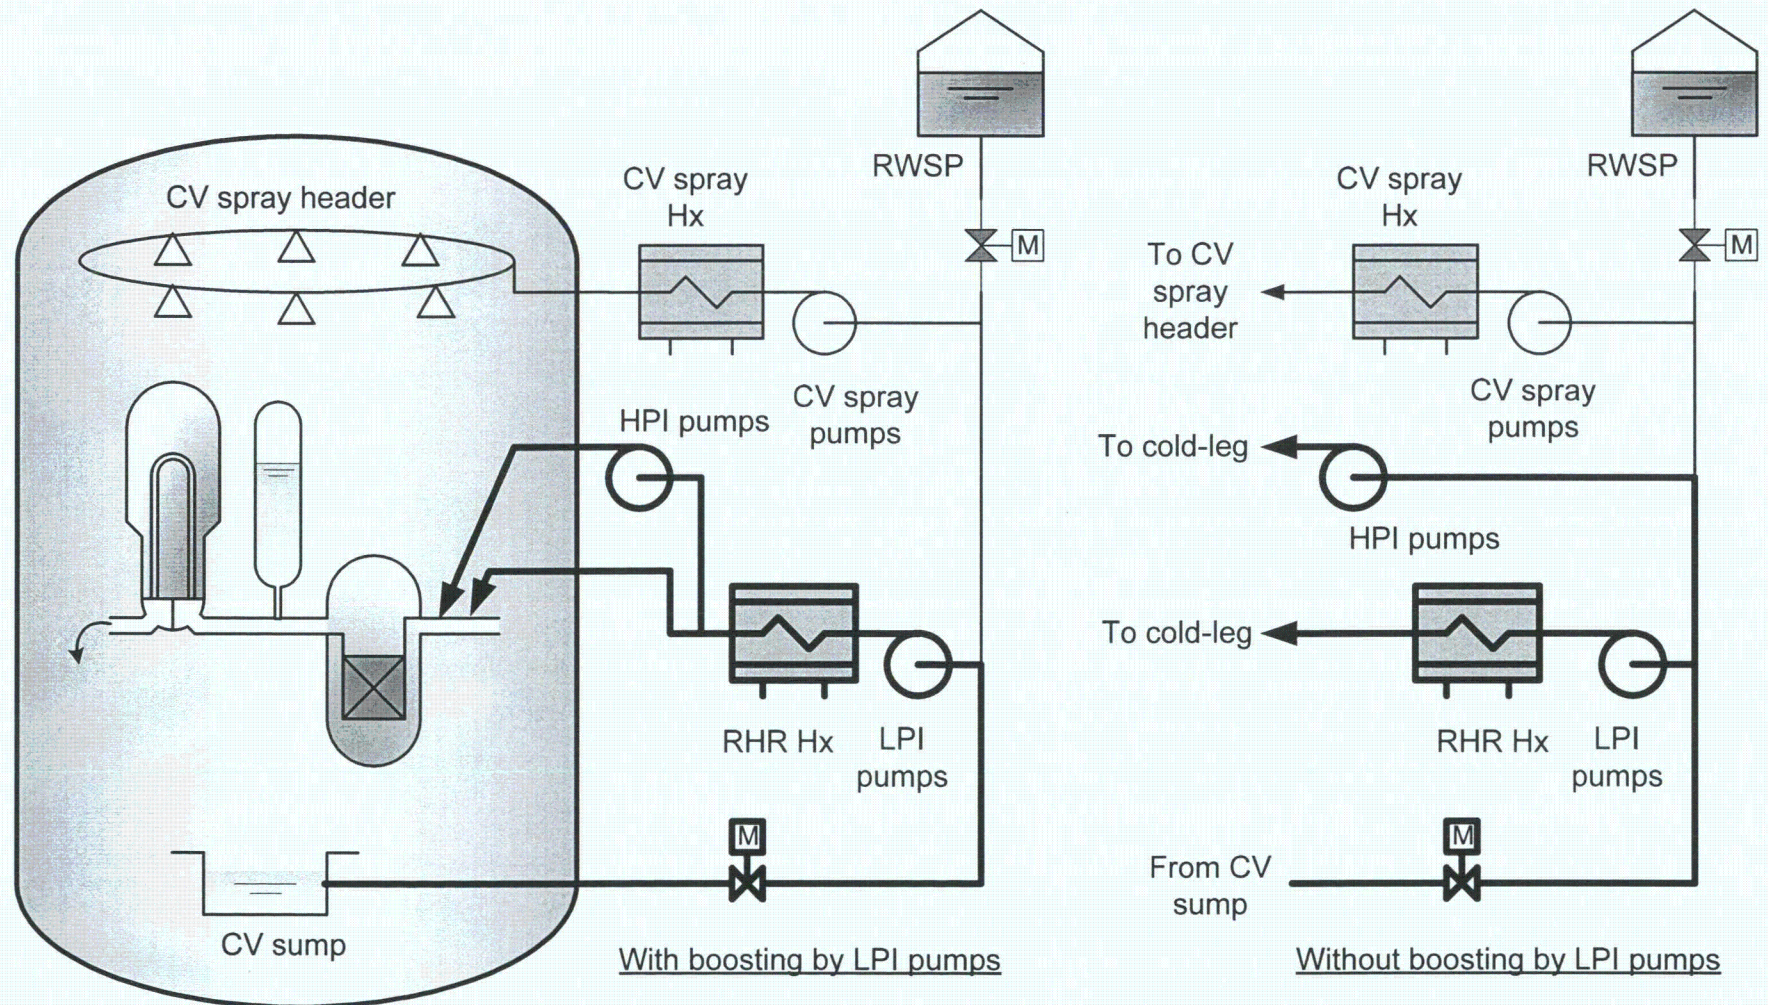 RWSP
CV spray
Hx
M
CV spray header
CV spray
pumps
HPI pumps
RHR Hx
LPI
pumps
M
CV sump
With boosting by LPI pumps
RWSP
CV spray
Hx
M
To CV
spray
header
CV spray
pumps
To cold-leg
HPI pumps
To cold-leg
RHR Hx
LPI
pumps
M
From CV
sump
Without boosting by LPI pumps